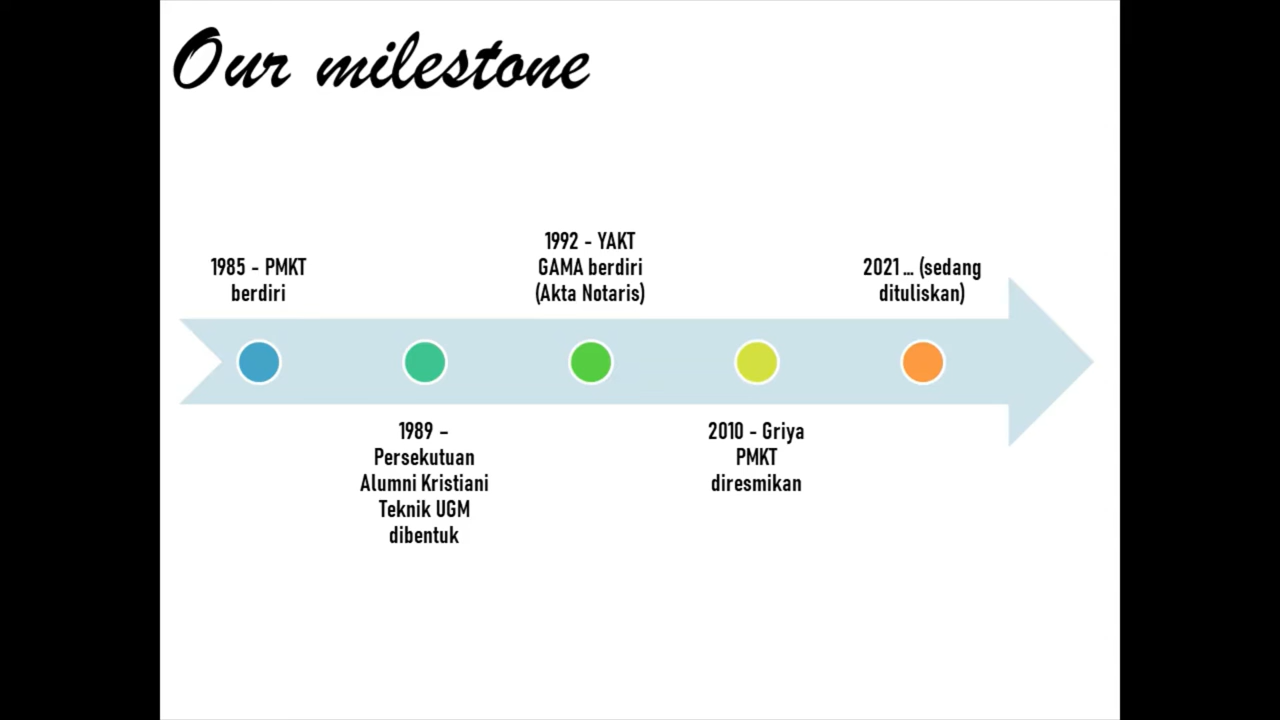 Our milestone
1985 - PMKT
berdiri
1989 –
Persekutuan
Alumni Kristiani
Teknik UGM
dibentuk
1992 - YAKT
GAMA berdiri
(Akta Notaris)
2010 - Griya
PMKT
diresmikan
2021 ... (sedang
dituliskan)